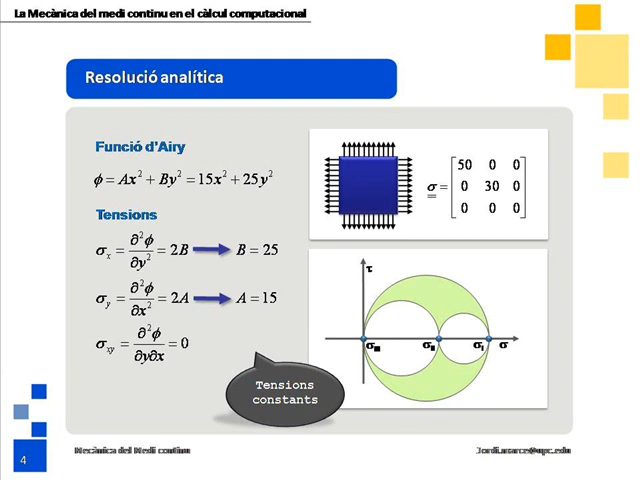 La Mecànica del medi continu en el càlcul computacional
Resolució analítica
Funció d'Airy
ϕ = Ax² + By² = 15x² + 25y²
Tensions
σₓ = ∂²ϕ/∂y² = 2B → B = 25
σᵧ = ∂²ϕ/∂x² = 2A → A = 15
σₓᵧ = ∂²ϕ/∂y∂x = 0
σ = [50 0 0
0 30 0
0 0 0]
τ
σIII σII σI σ
Tensions
constants
4
Mecànica del Medi continu